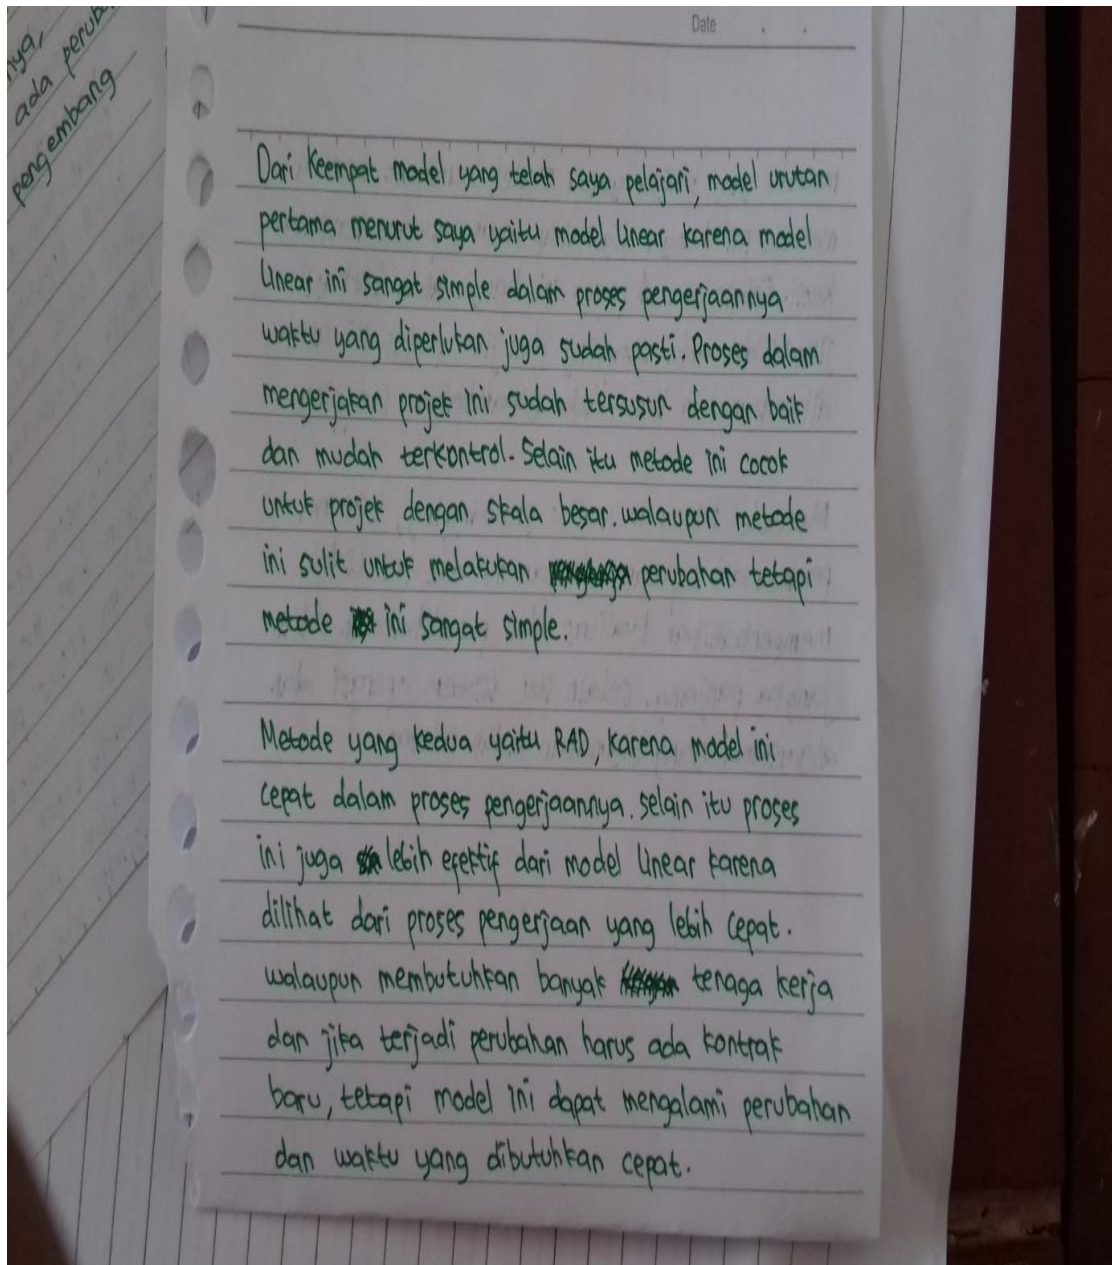 nya,
ada perub
pengembang
Date . .
Dari Keempat model yang telah saya pelajari, model urutan
pertama menurut saya yaitu model linear karena model
linear ini sangat simple dalam proses pengerjaannya
waktu yang diperlukan juga sudah pasti. Proses dalam
mengerjakan projek ini sudah tersusun dengan baik
dan mudah terkontrol. Selain itu metode ini cocok
untuk projek dengan skala besar. walaupun metode
ini sulit untuk melakukan perubahan tetapi
metode ini sangat simple.
Metode yang kedua yaitu RAD, karena model ini
cepat dalam proses pengerjaannya. selain itu proses
ini juga lebih efektif dari model linear karena
dilihat dari proses pengerjaan yang lebih cepat.
walaupun membutuhkan banyak tenaga kerja
dan jika terjadi perubahan harus ada kontrak
baru, tetapi model ini dapat mengalami perubahan
dan waktu yang dibutuhkan cepat.